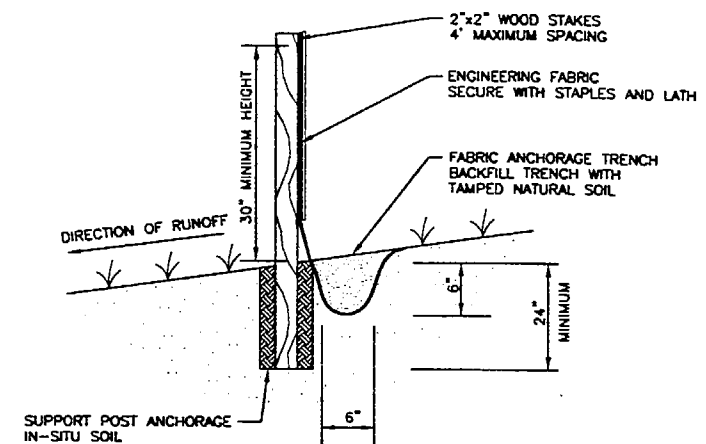 2"x2" WOOD STAKES
4' MAXIMUM SPACING
ENGINEERING FABRIC
SECURE WITH STAPLES AND LATH
30" MINIMUM HEIGHT
FABRIC ANCHORAGE TRENCH
BACKFILL TRENCH WITH
TAMPED NATURAL SOIL
DIRECTION OF RUNOFF
6"
24"
MINIMUM
6"
SUPPORT POST ANCHORAGE
IN-SITU SOIL